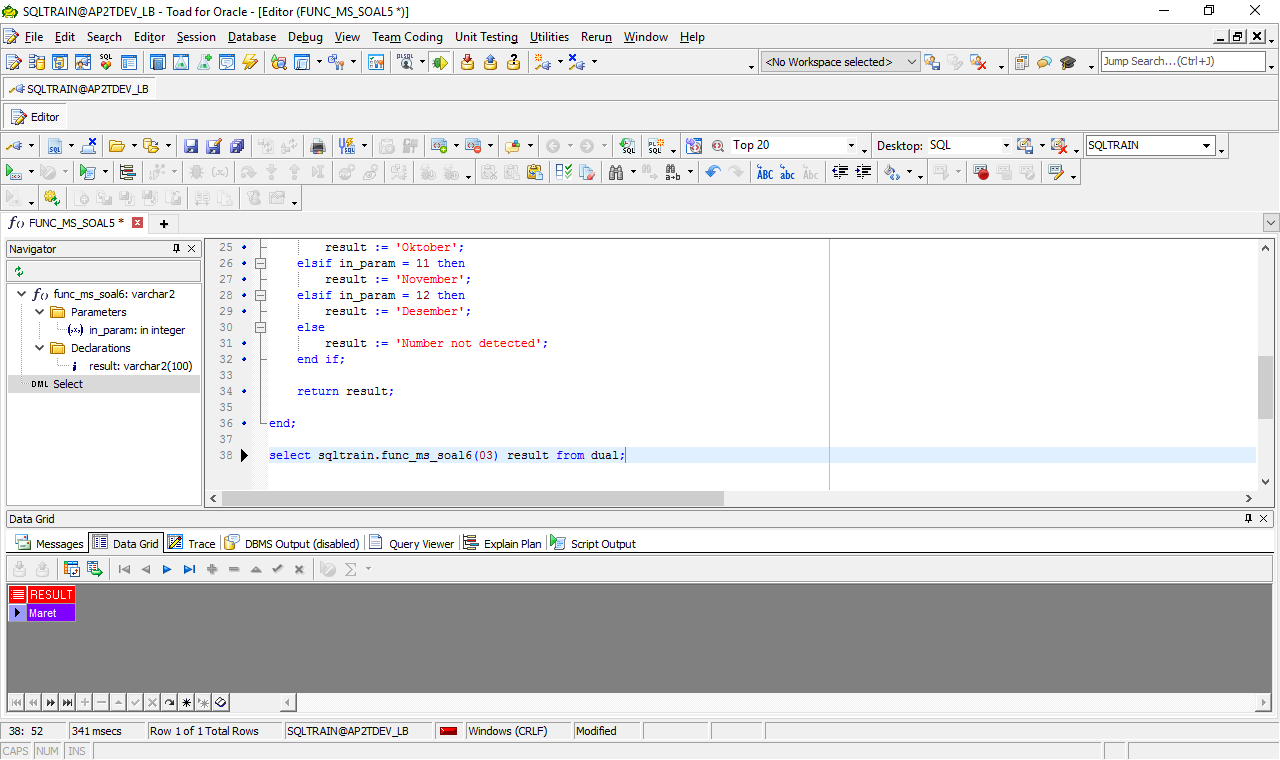 SQLTRAIN@AP2TDEV_LB - Toad for Oracle - [Editor (FUNC_MS_SOAL5 *)]
File Edit Search Editor Session Database Debug View Team Coding Unit Testing Utilities Rerun Window Help
SQL <No Workspace selected> Jump Search...(Ctrl+J)
SQLTRAIN@AP2TDEV_LB
Editor
Top 20 Desktop: SQL SQLTRAIN
ABC abc Abc
FUNC_MS_SOAL5 *
Navigator
func_ms_soal6: varchar2
Parameters
in_param: in integer
Declarations
result: varchar2(100)
DML Select
25 result := 'Oktober';
26 elsif in_param = 11 then
27 result := 'November';
28 elsif in_param = 12 then
29 result := 'Desember';
30 else
31 result := 'Number not detected';
32 end if;
33
34 return result;
35
36 end;
37
38 select sqltrain.func_ms_soal6(03) result from dual;
Data Grid
Messages Data Grid Trace DBMS Output (disabled) Query Viewer Explain Plan Script Output
RESULT
Maret
38: 52 341 msecs Row 1 of 1 Total Rows SQLTRAIN@AP2TDEV_LB Windows (CRLF) Modified
CAPS NUM INS